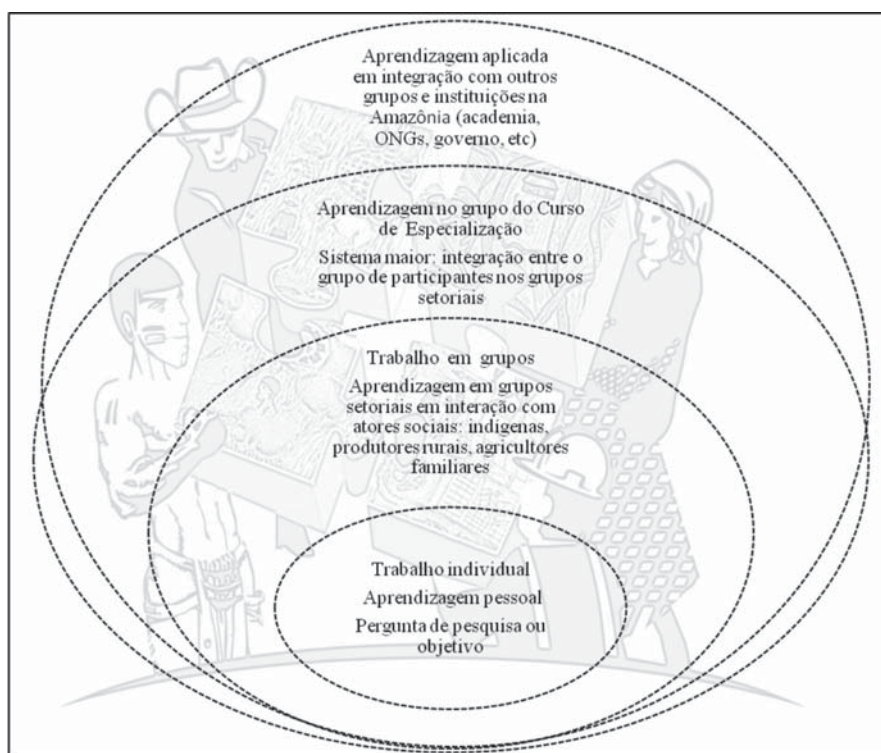 Aprendizagem aplicada
em integração com outros
grupos e instituições na
Amazônia (academia,
ONGs, governo, etc)
Aprendizagem no grupo do Curso
de Especialização
Sistema maior: integração entre o
grupo de participantes nos grupos
setoriais
Trabalho em grupos
Aprendizagem em grupos
setoriais em interação com
atores sociais: indígenas,
produtores rurais, agricultores
familiares
Trabalho individual
Aprendizagem pessoal
Pergunta de pesquisa ou
objetivo